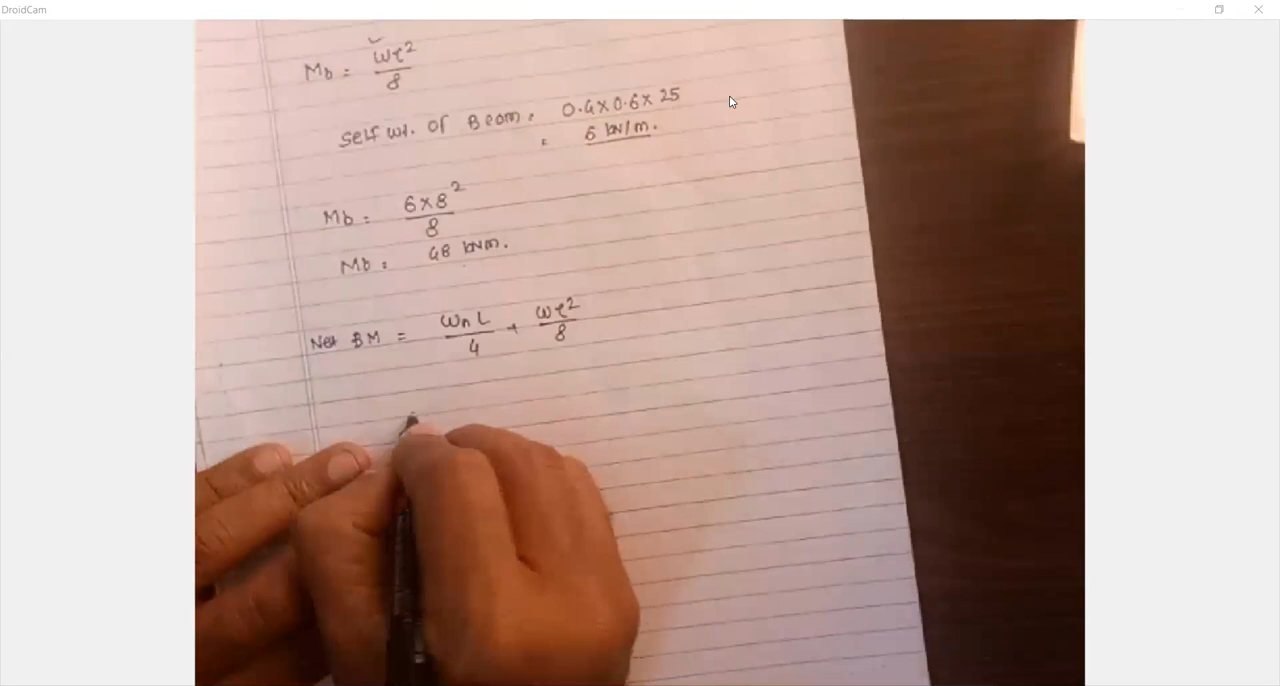 DroidCam
Mb = wl²/8
Self wt. of Beam = 0.4 x 0.6 x 25
= 6 kN/m.
Mb = 6 x 8²/8
Mb = 48 kNm.
Net BM = WnL/4 + wl²/8